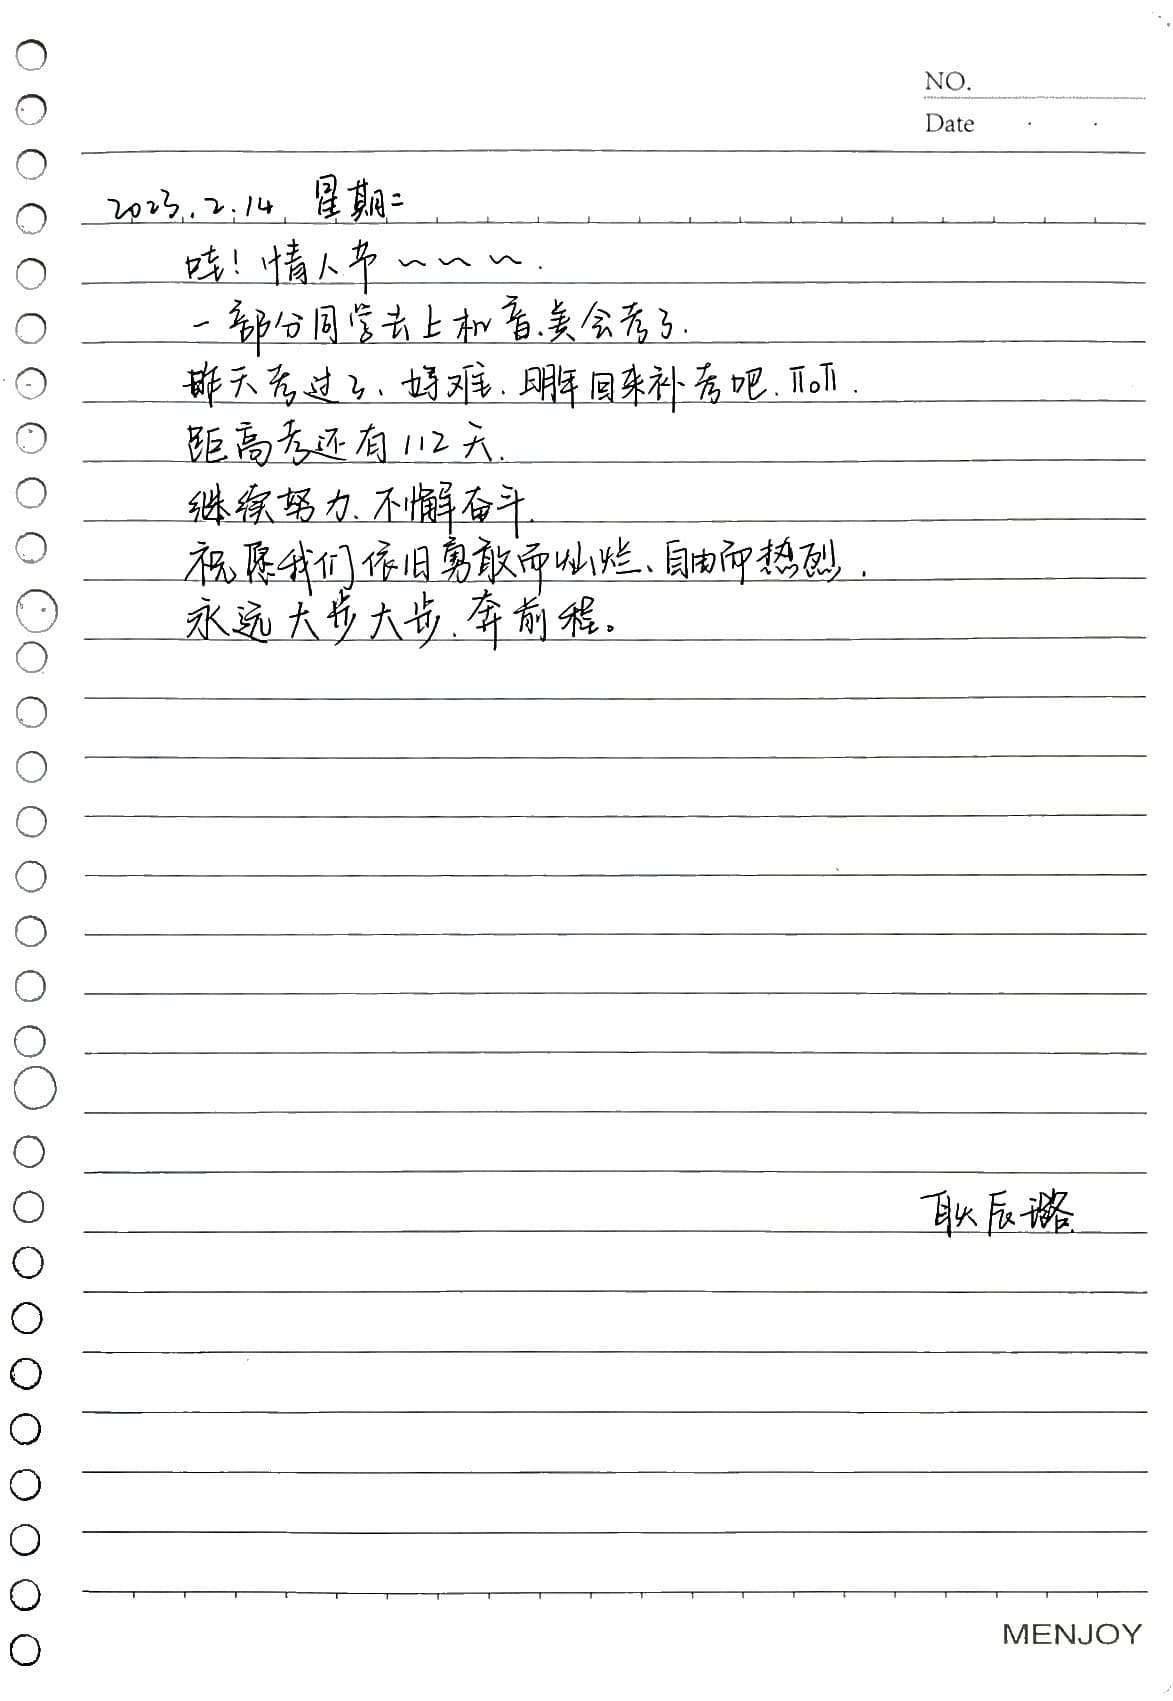 NO.
Date . .
2023.2.14 星期二
哇！情人节~~~.
一部分同学去上机音.美会考了.
昨天考过了、好难.明年回来补考吧.ㅠoㅠ.
距高考还有112天.
继续努力.不懈奋斗.
祝愿我们依旧勇敢而灿烂、自由而热烈.
永远大步大步.奔前程。
耿辰璐
MENJOY